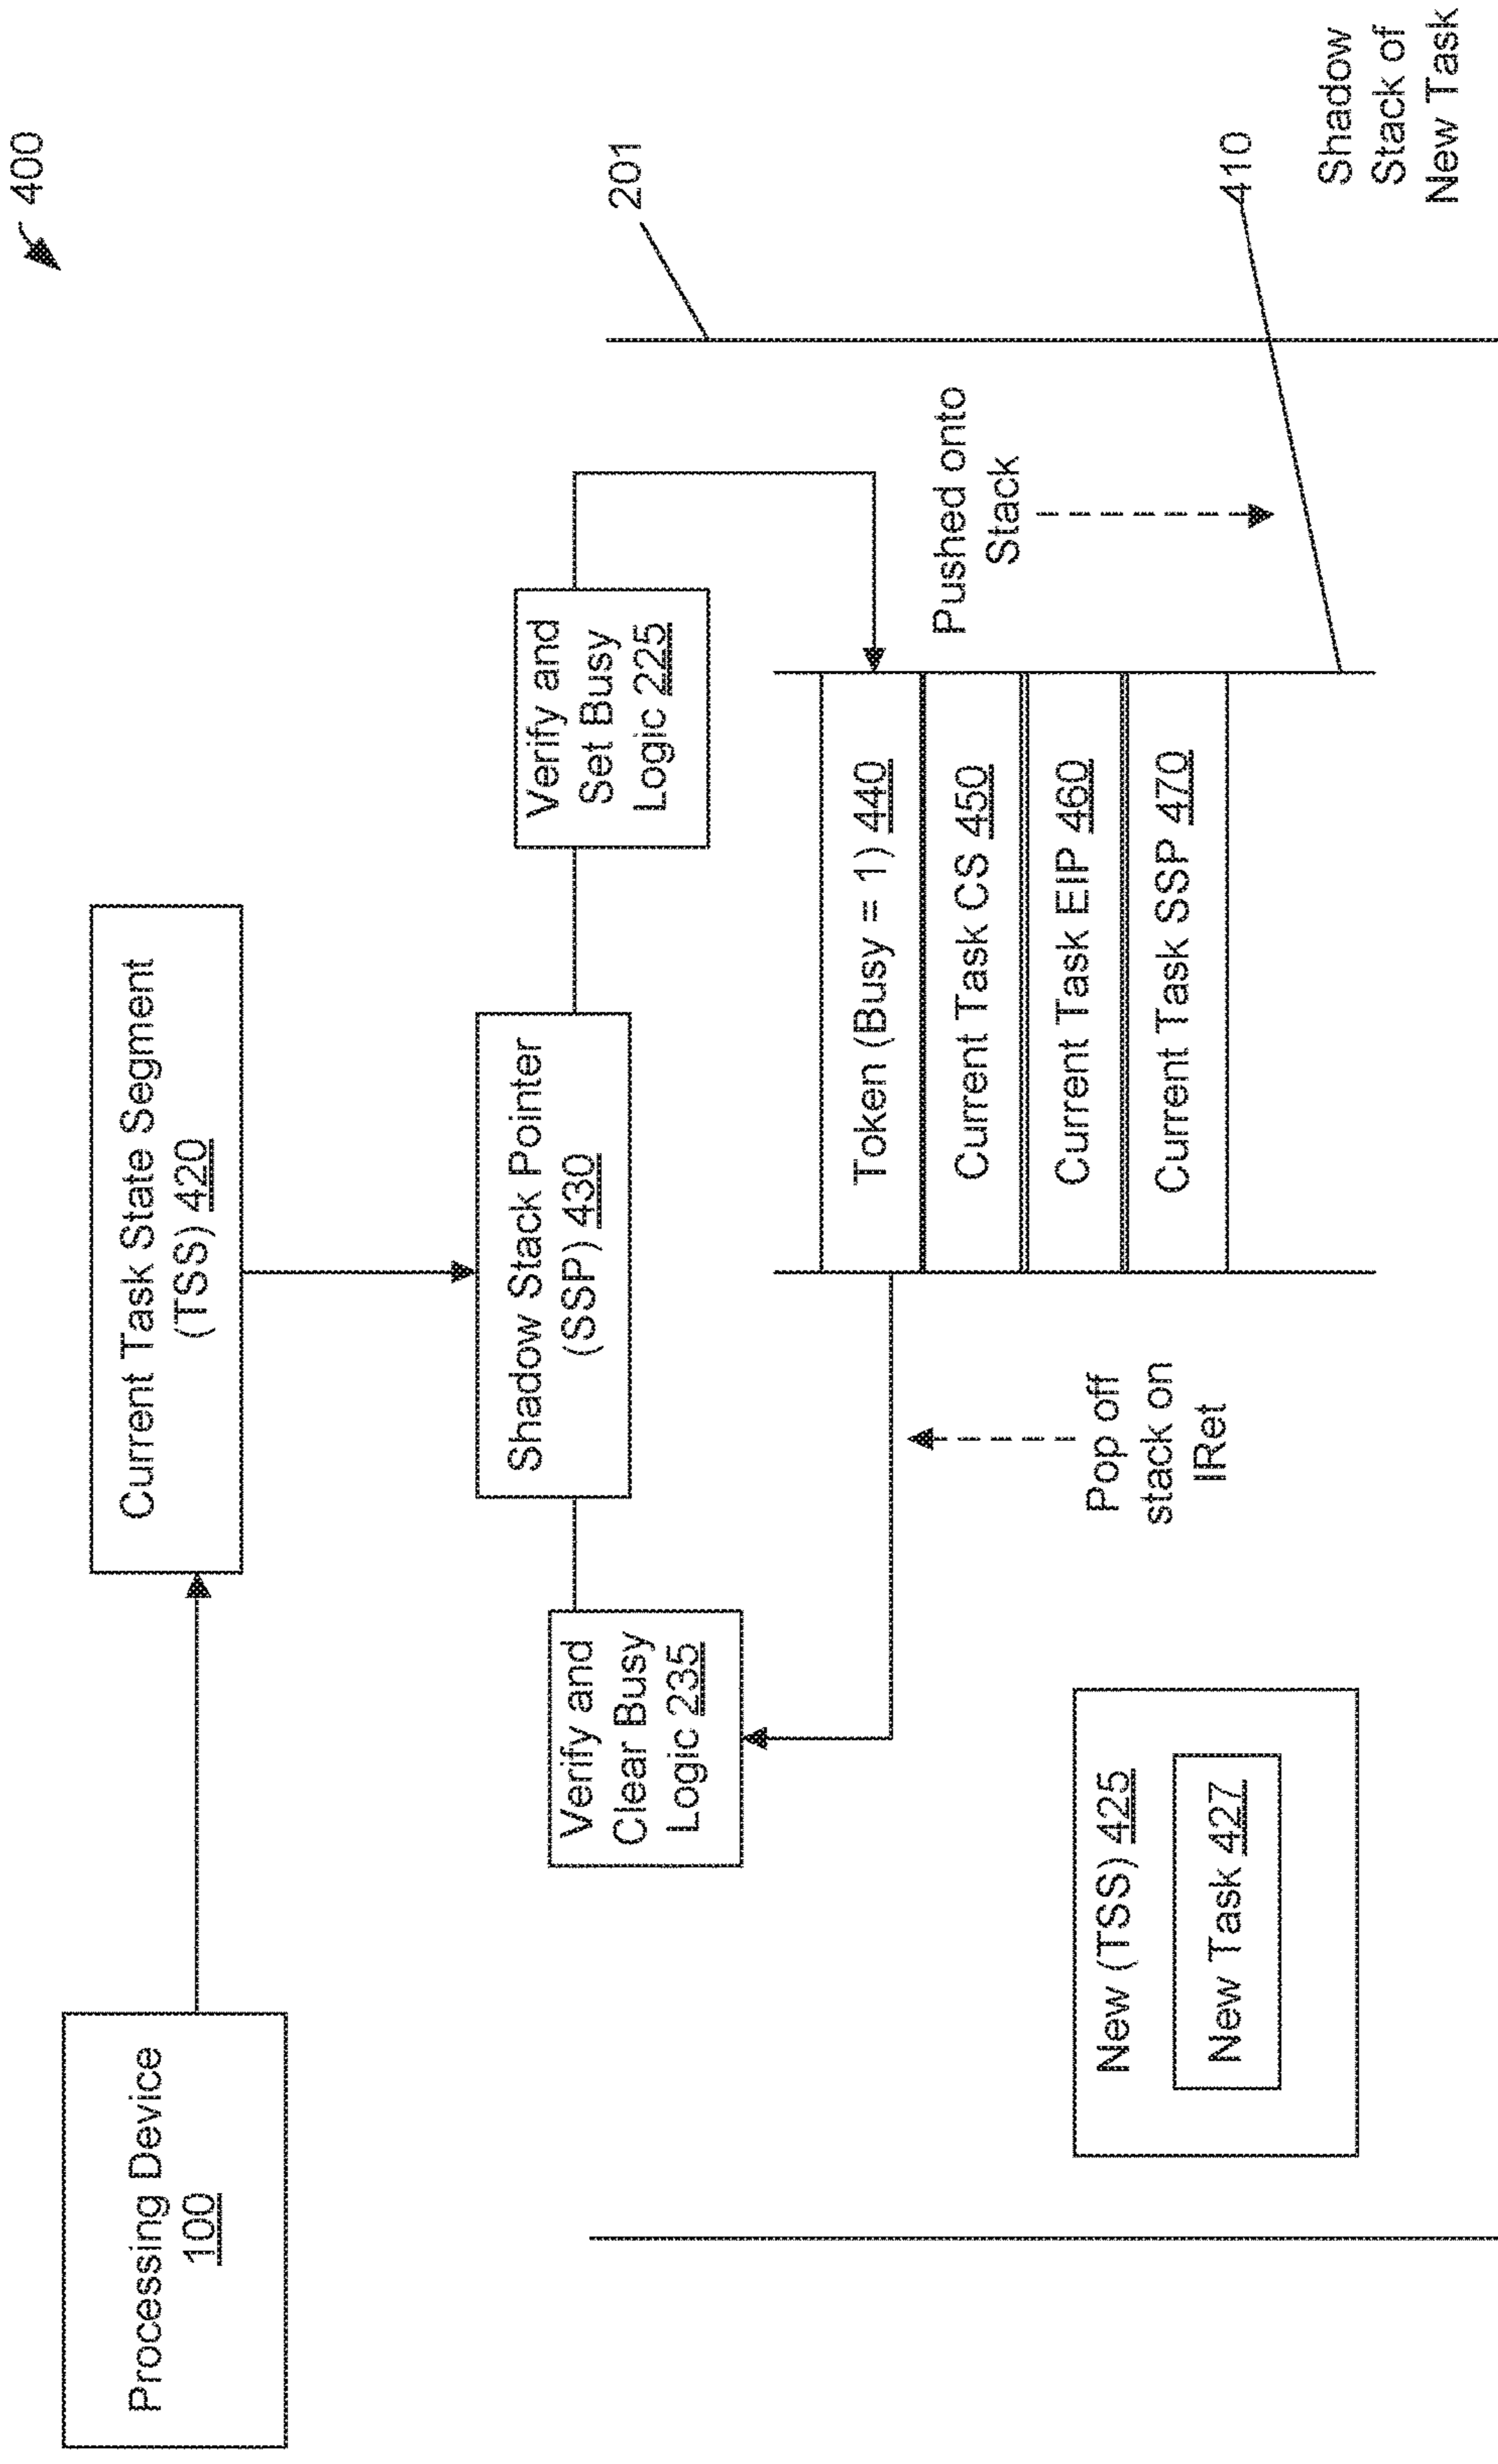 400
Processing Device
100
Current Task State Segment
(TSS) 420
Shadow Stack Pointer
(SSP) 430
Verify and
Clear Busy
Logic 235
Verify and
Set Busy
Logic 225
201
Token (Busy = 1) 440
Current Task CS 450
Current Task EIP 460
Current Task SSP 470
Pushed onto
Stack
Pop off
stack on
IRet
New (TSS) 425
New Task 427
410
Shadow
Stack of
New Task